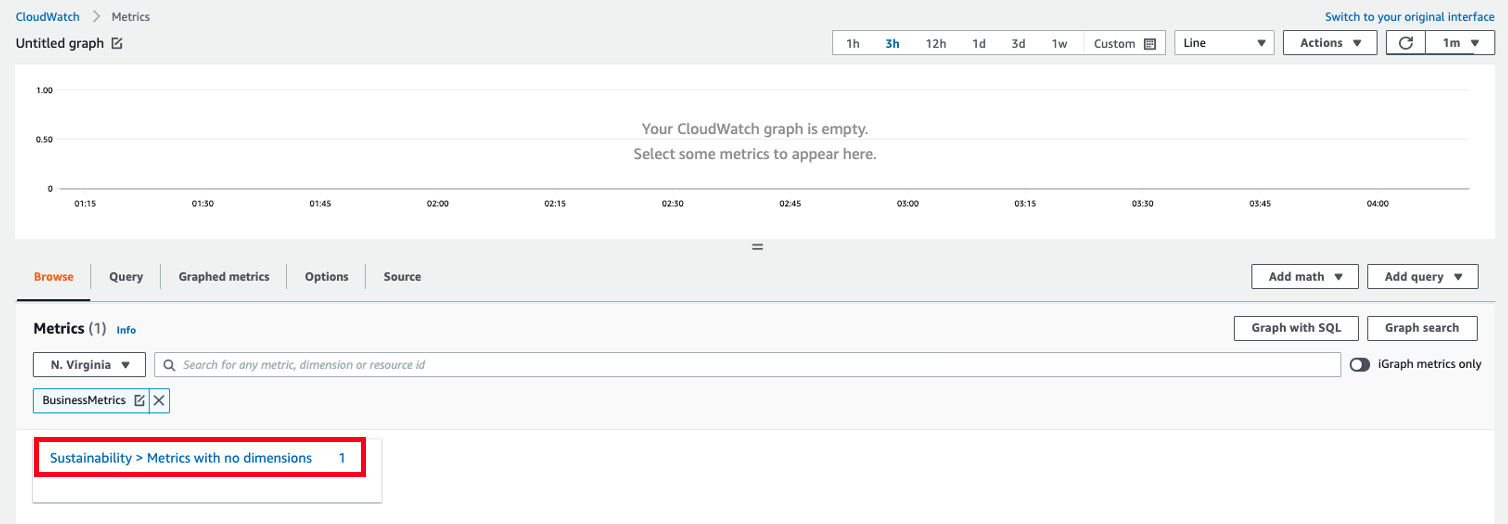 CloudWatch > Metrics
Switch to your original interface
Untitled graph
1h 3h 12h 1d 3d 1w Custom Line Actions 1m
1.00
Your CloudWatch graph is empty.
0.50
Select some metrics to appear here.
0
01:15 01:30 01:45 02:00 02:15 02:30 02:45 03:00 03:15 03:30 03:45 04:00
Browse Query Graphed metrics Options Source Add math Add query
Metrics (1) Info Graph with SQL Graph search
N. Virginia Search for any metric, dimension or resource id iGraph metrics only
BusinessMetrics
Sustainability > Metrics with no dimensions 1